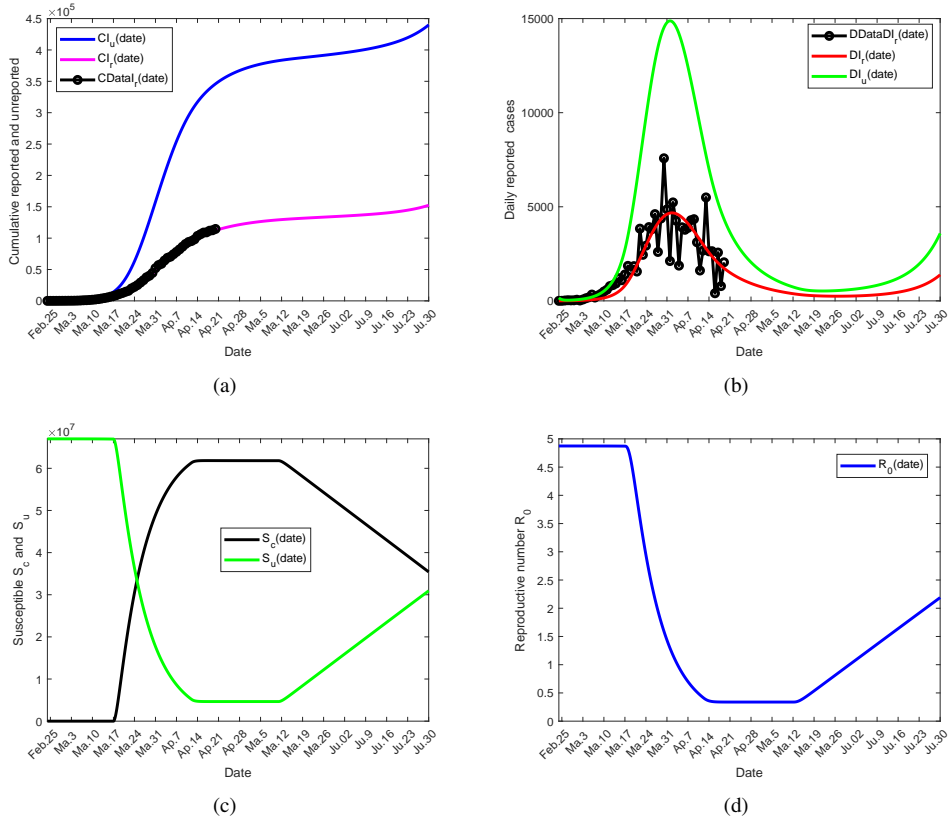 ×10^5
4.5
4
3.5
3
2.5
2
1.5
1
0.5
0
Cumulative reported and unreported
CI_u(date)
CI_r(date)
CDataI_r(date)
Feb.25 Ma.3 Ma.10 Ma.17 Ma.24 Ma.31 Ap.7 Ap.14 Ap.21 Ap.28 Ma.5 Ma.12 Ma.19 Ma.26 Ju.02 Ju.9 Ju.16 Ju.23 Ju.30
Date
(a)
15000
10000
5000
0
Daily reported cases
DDataDI_r(date)
DI_r(date)
DI_u(date)
Feb.25 Ma.3 Ma.10 Ma.17 Ma.24 Ma.31 Ap.7 Ap.14 Ap.21 Ap.28 Ma.5 Ma.12 Ma.19 Ma.26 Ju.02 Ju.9 Ju.16 Ju.23 Ju.30
Date
(b)
×10^7
6
5
4
3
2
1
0
Susceptible S_c and S_u
S_c(date)
S_u(date)
Feb.25 Ma.3 Ma.10 Ma.17 Ma.24 Ma.31 Ap.7 Ap.14 Ap.21 Ap.28 Ma.5 Ma.12 Ma.19 Ma.26 Ju.02 Ju.9 Ju.16 Ju.23 Ju.30
Date
(c)
5
4.5
4
3.5
3
2.5
2
1.5
1
0.5
0
Reproductive number R_0
R_0(date)
Feb.25 Ma.3 Ma.10 Ma.17 Ma.24 Ma.31 Ap.7 Ap.14 Ap.21 Ap.28 Ma.5 Ma.12 Ma.19 Ma.26 Ju.02 Ju.9 Ju.16 Ju.23 Ju.30
Date
(d)